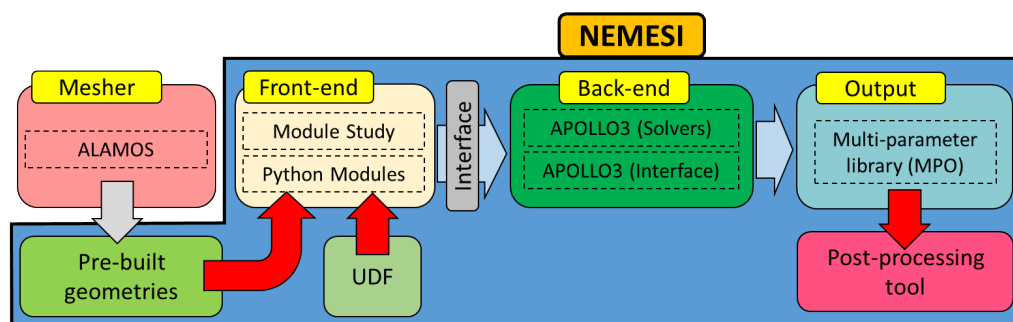 NEMESI
Mesher
ALAMOS
Pre-built
geometries
Front-end
Module Study
Python Modules
UDF
Interface
Back-end
APOLLO3 (Solvers)
APOLLO3 (Interface)
Output
Multi-parameter
library (MPO)
Post-processing
tool